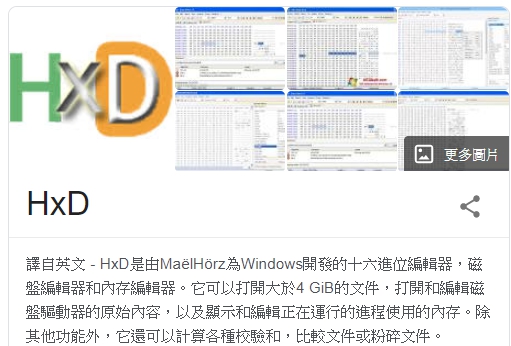 HxD
更多圖片
HxD
譯自英文 - HxD是由MaëlHörz為Windows開發的十六進位編輯器，磁
盤編輯器和內存編輯器。它可以打開大於4 GiB的文件，打開和編輯磁
盤驅動器的原始內容，以及顯示和編輯正在運行的進程使用的內存。除
其他功能外，它還可以計算各種校驗和，比較文件或粉碎文件。